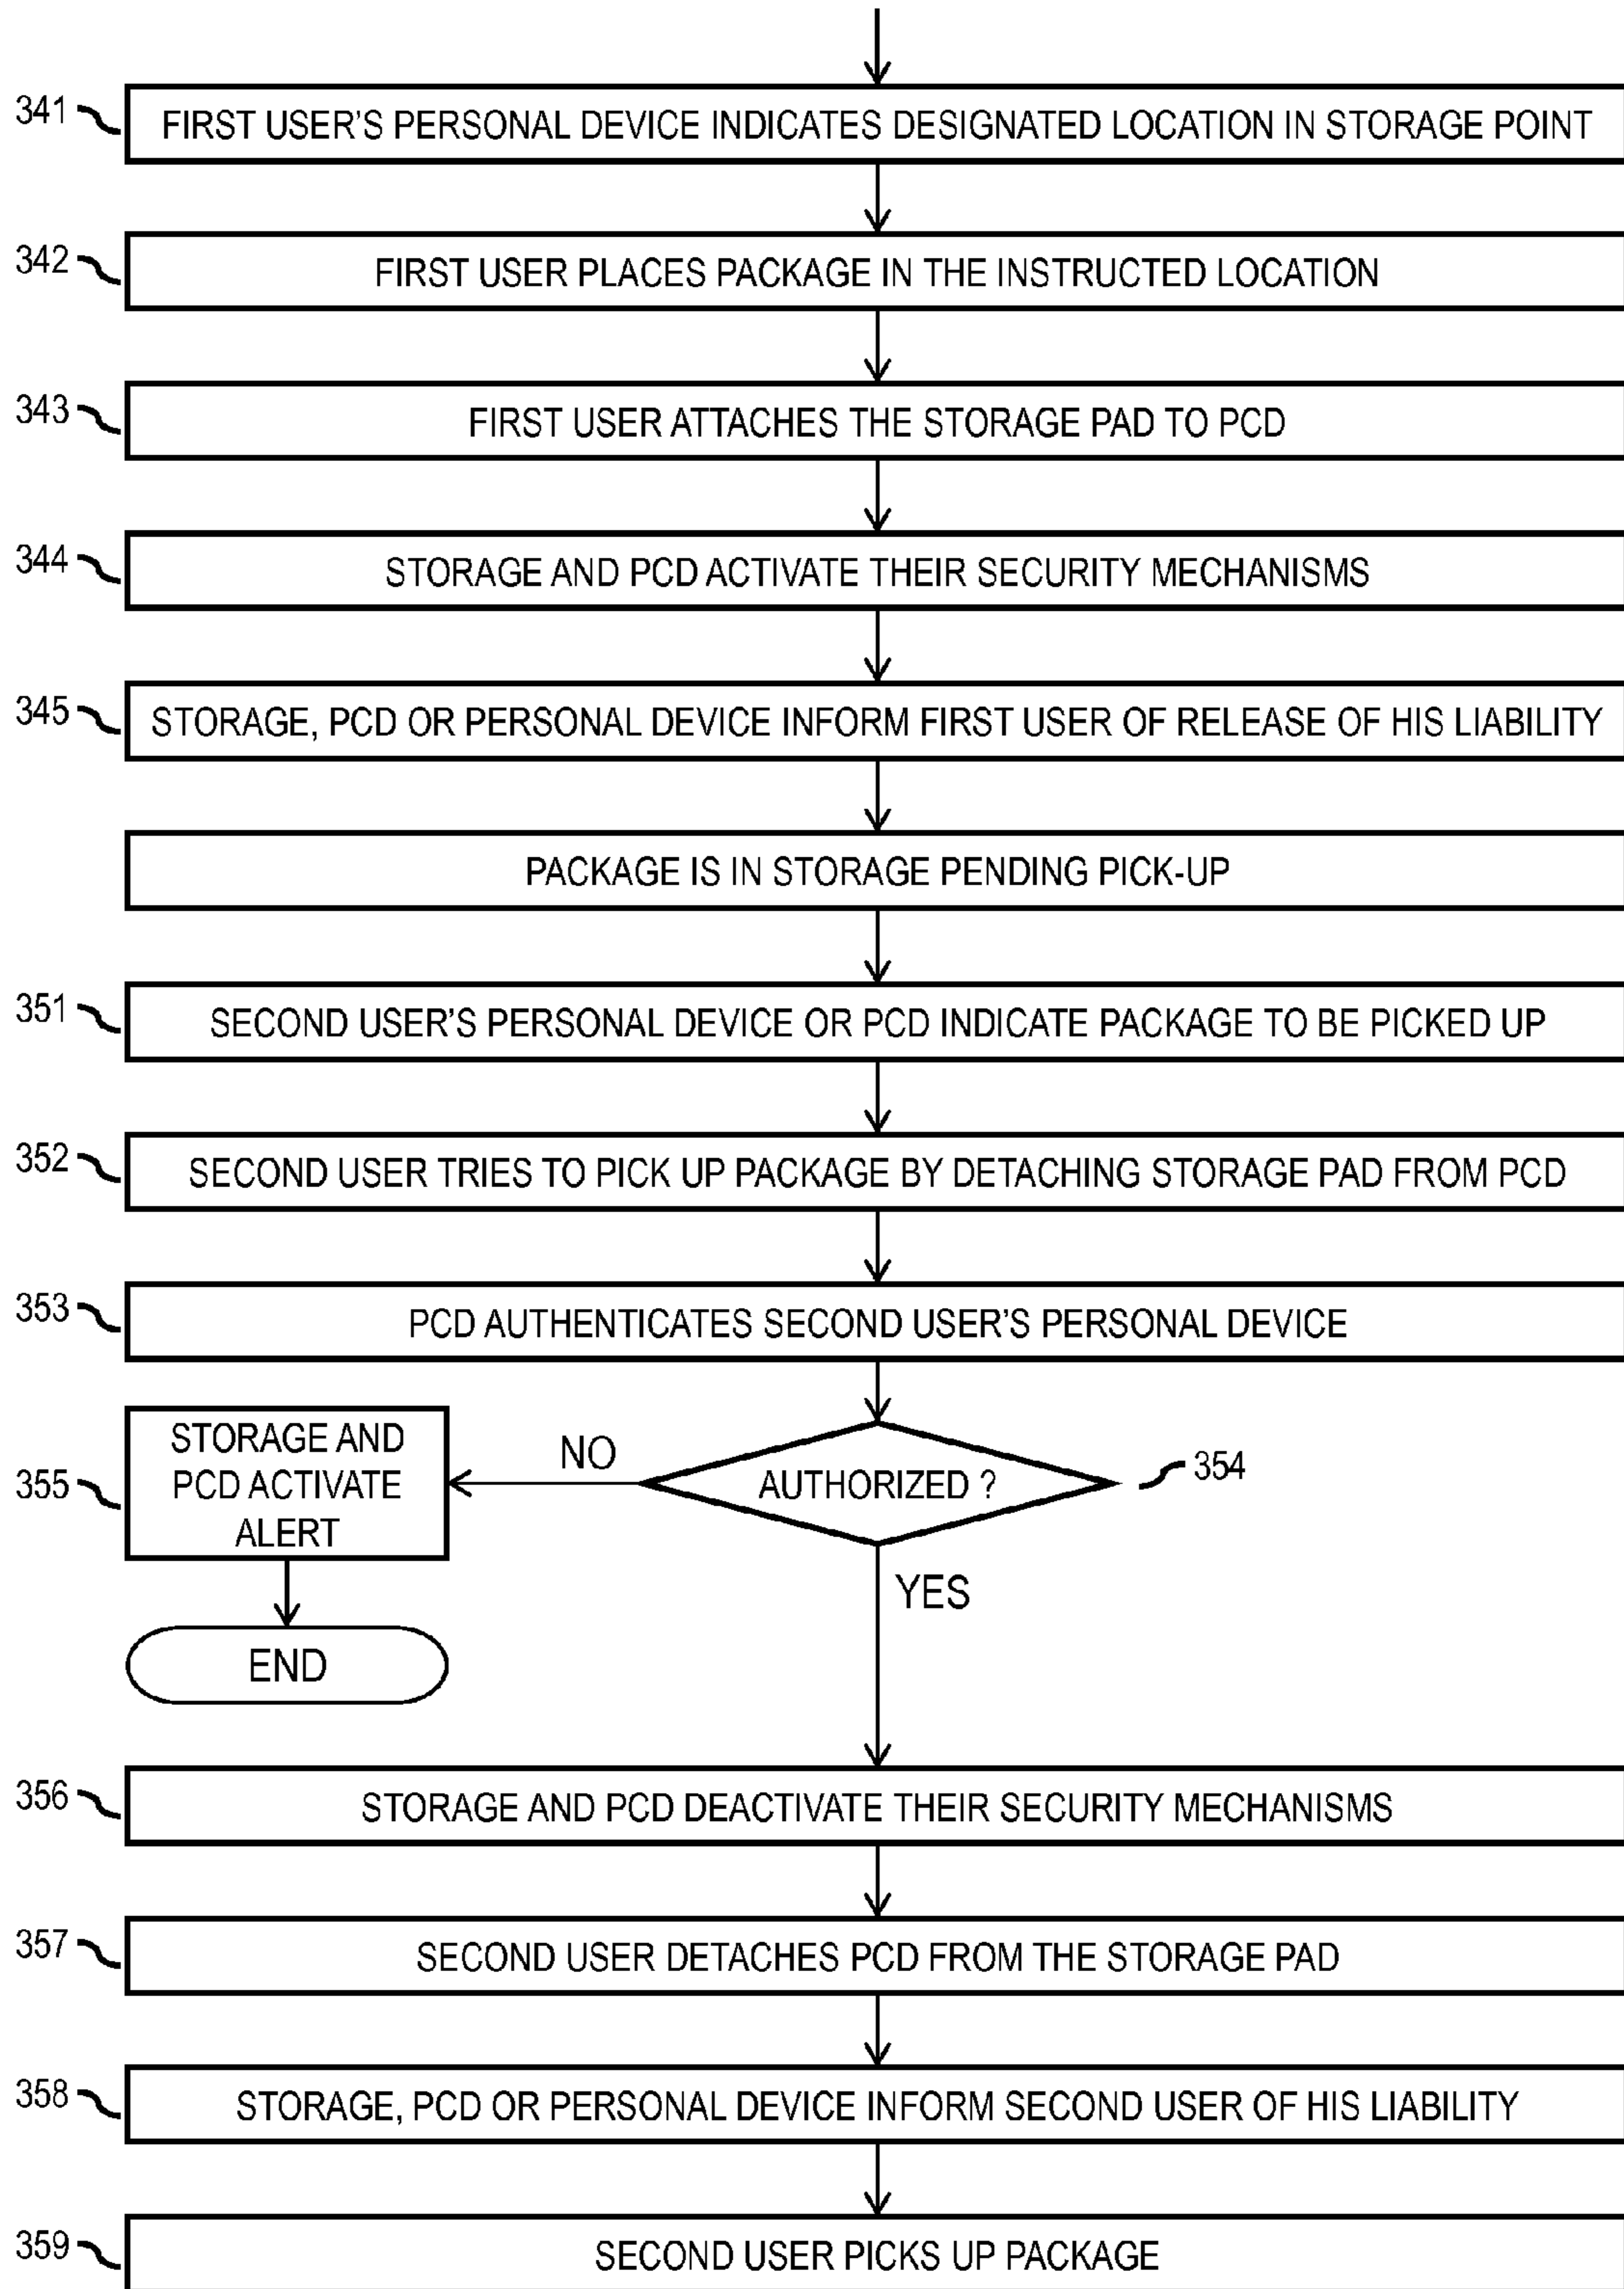 341 FIRST USER'S PERSONAL DEVICE INDICATES DESIGNATED LOCATION IN STORAGE POINT
342 FIRST USER PLACES PACKAGE IN THE INSTRUCTED LOCATION
343 FIRST USER ATTACHES THE STORAGE PAD TO PCD
344 STORAGE AND PCD ACTIVATE THEIR SECURITY MECHANISMS
345 STORAGE, PCD OR PERSONAL DEVICE INFORM FIRST USER OF RELEASE OF HIS LIABILITY
PACKAGE IS IN STORAGE PENDING PICK-UP
351 SECOND USER'S PERSONAL DEVICE OR PCD INDICATE PACKAGE TO BE PICKED UP
352 SECOND USER TRIES TO PICK UP PACKAGE BY DETACHING STORAGE PAD FROM PCD
353 PCD AUTHENTICATES SECOND USER'S PERSONAL DEVICE
AUTHORIZED ?
354
NO
355
STORAGE AND
PCD ACTIVATE
ALERT
END
YES
356 STORAGE AND PCD DEACTIVATE THEIR SECURITY MECHANISMS
357 SECOND USER DETACHES PCD FROM THE STORAGE PAD
358 STORAGE, PCD OR PERSONAL DEVICE INFORM SECOND USER OF HIS LIABILITY
359 SECOND USER PICKS UP PACKAGE